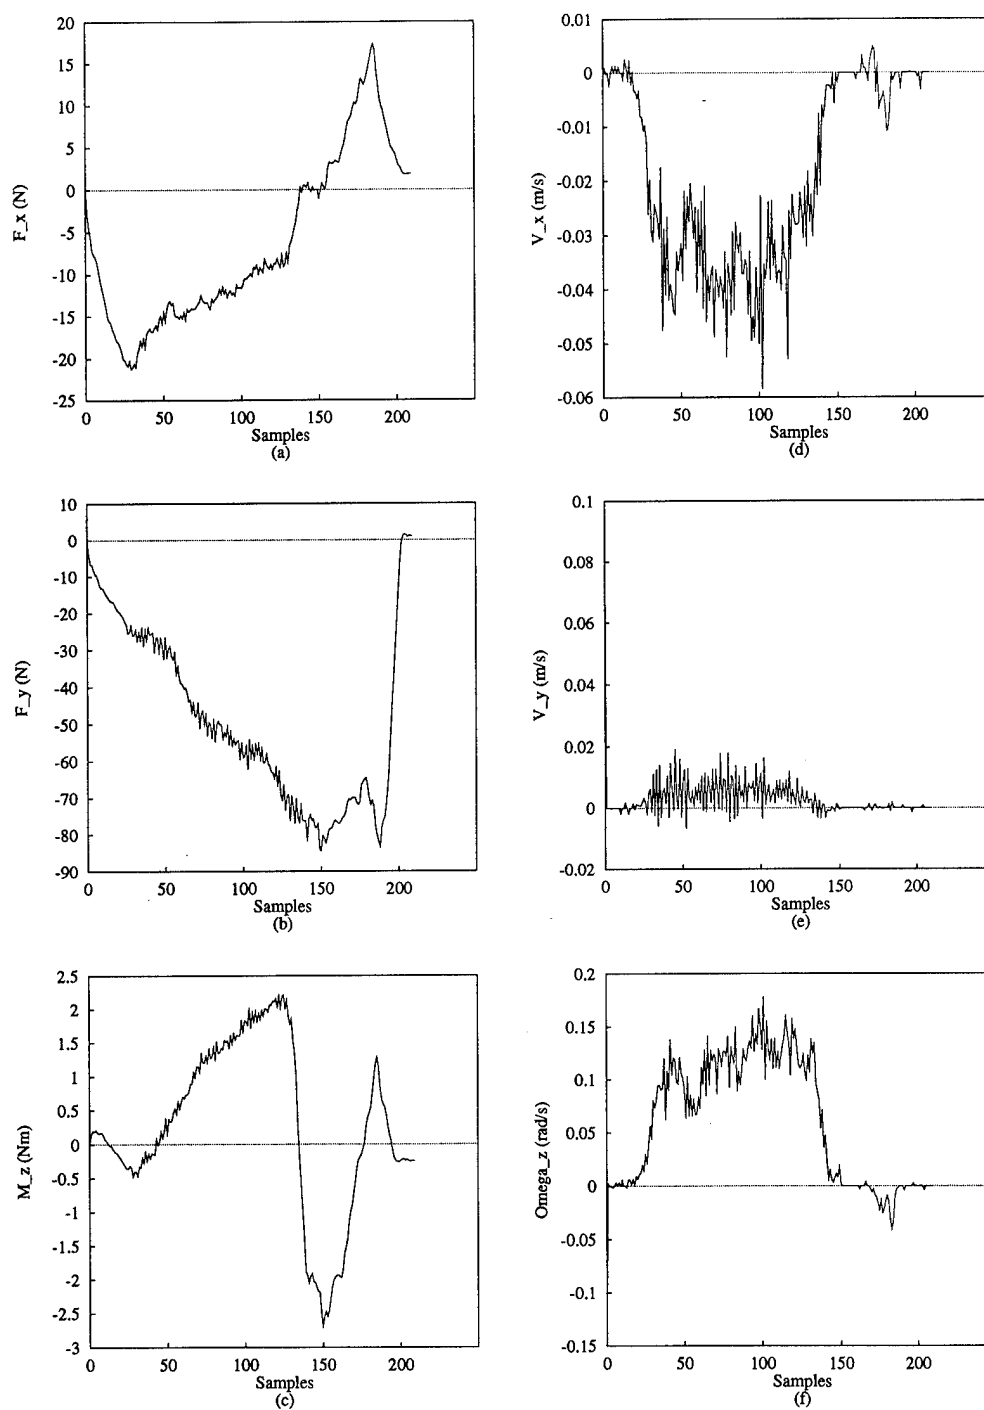 20
15
10
5
0
-5
-10
-15
-20
-25
F_x (N)
0 50 100 150 200
Samples
(a)
0.01
0
-0.01
-0.02
-0.03
-0.04
-0.05
-0.06
V_x (m/s)
0 50 100 150 200
Samples
(d)
10
0
-10
-20
-30
-40
-50
-60
-70
-80
-90
F_y (N)
0 50 100 150 200
Samples
(b)
0.1
0.08
0.06
0.04
0.02
0
-0.02
V_y (m/s)
0 50 100 150 200
Samples
(e)
2.5
2
1.5
1
0.5
0
-0.5
-1
-1.5
-2
-2.5
-3
M_z (Nm)
0 50 100 150 200
Samples
(c)
0.2
0.15
0.1
0.05
0
-0.05
-0.1
-0.15
Omega_z (rad/s)
0 50 100 150 200
Samples
(f)